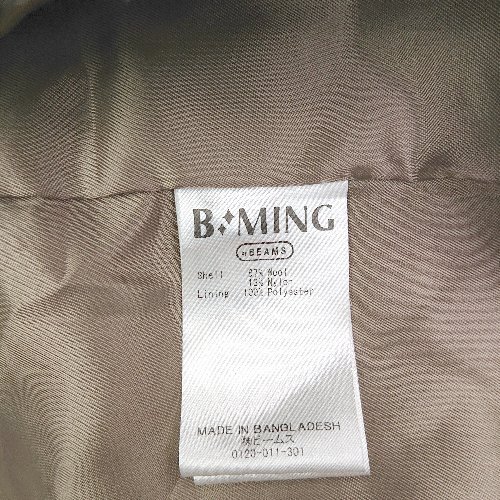 B:MING
BEAMS
Shell 87% Wool
13% Nylon
Lining 100% Polyester
MADE IN BANGLADESH
㈱ビームス
0120-011-301